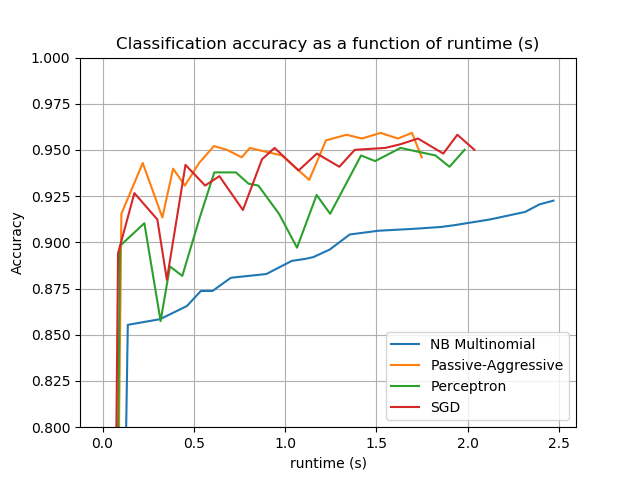 Classification accuracy as a function of runtime (s)
1.000
0.975
0.950
0.925
0.900
0.875
0.850
0.825
0.800
Accuracy
0.0 0.5 1.0 1.5 2.0 2.5
runtime (s)
NB Multinomial
Passive-Aggressive
Perceptron
SGD